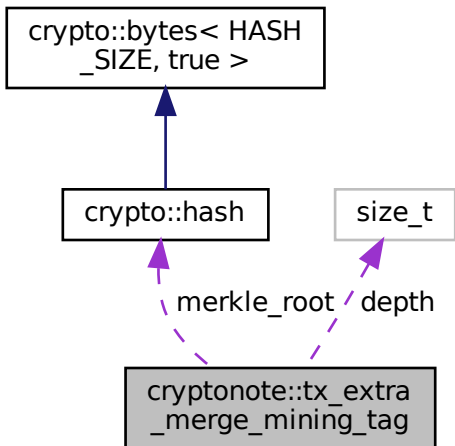 crypto::bytes< HASH
_SIZE, true >
crypto::hash
size_t
merkle_root
depth
cryptonote::tx_extra
_merge_mining_tag